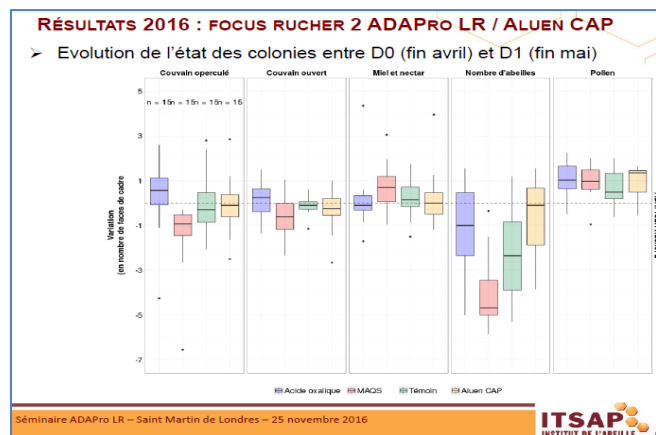 RÉSULTATS 2016 : FOCUS RUCHER 2 ADAPRO LR / ALUEN CAP
➢ Evolution de l'état des colonies entre D0 (fin avril) et D1 (fin mai)
Couvain operculé Couvain ouvert Miel et nectar Nombre d'abeilles Pollen
n = 15 n = 15 n = 15 n = 15
5
3
1
-1
-3
-5
-7
Variation
(en nombre de faces de cadre)
Acide oxalique MAQS Témoin Aluen CAP
Séminaire ADAPro LR – Saint Martin de Londres – 25 novembre 2016
ITSAP
INSTITUT DE L'ABEILLE